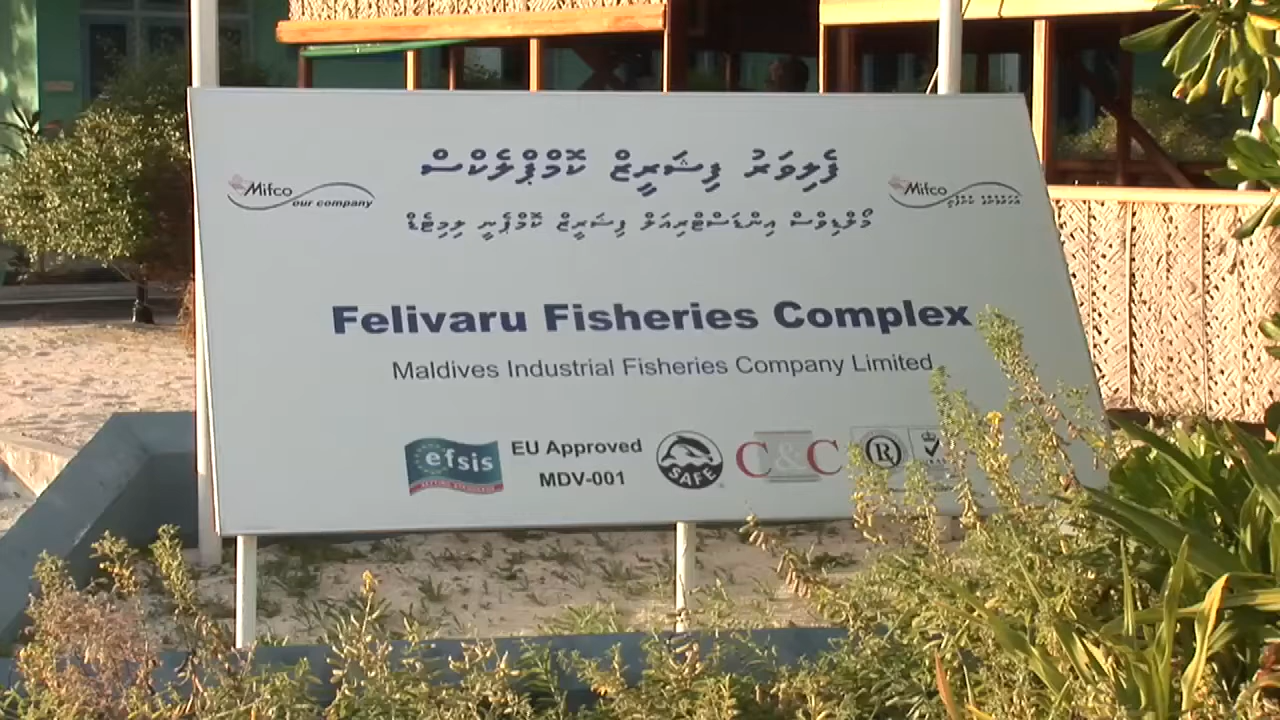 ފެލިވަރު ފިޝަރީޒް ކޮމްޕްލެކްސް
Mifco
our company
Mifco
މޯލްޑިވްސް އިންޑަސްޓްރިއަލް ފިޝަރީޒް ކޮމްޕެނީ ލިމިޓެޑް
Felivaru Fisheries Complex
Maldives Industrial Fisheries Company Limited
efsis
EU Approved
MDV-001
SAFE
C&C
R